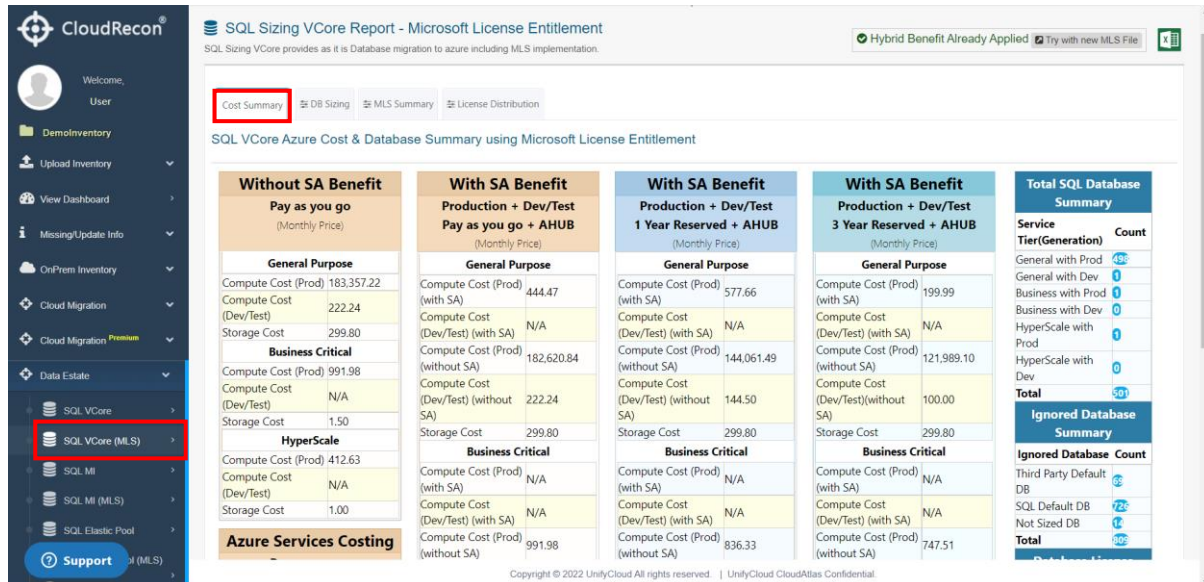 CloudRecon®
Welcome,
User
DemoInventory
Upload Inventory
View Dashboard
Missing/Update Info
OnPrem Inventory
Cloud Migration
Cloud Migration Premium
Data Estate
SQL VCore
SQL VCore (MLS)
SQL MI
SQL MI (MLS)
SQL Elastic Pool
Support
ol (MLS)
SQL Sizing VCore Report - Microsoft License Entitlement
SQL Sizing VCore provides as it is Database migration to azure including MLS implementation.
Hybrid Benefit Already Applied Try with new MLS File
Cost Summary DB Sizing MLS Summary License Distribution
SQL VCore Azure Cost & Database Summary using Microsoft License Entitlement
Without SA Benefit
Pay as you go
(Monthly Price)
General Purpose
Compute Cost (Prod) 183,357.22
Compute Cost
(Dev/Test) 222.24
Storage Cost 299.80
Business Critical
Compute Cost (Prod) 991.98
Compute Cost
(Dev/Test) N/A
Storage Cost 1.50
HyperScale
Compute Cost (Prod) 412.63
Compute Cost
(Dev/Test) N/A
Storage Cost 1.00
Azure Services Costing
With SA Benefit
Production + Dev/Test
Pay as you go + AHUB
(Monthly Price)
General Purpose
Compute Cost (Prod)
(with SA) 444.47
Compute Cost
(Dev/Test) (with SA) N/A
Compute Cost (Prod)
(without SA) 182,620.84
Compute Cost
(Dev/Test) (without
SA) 222.24
Storage Cost 299.80
Business Critical
Compute Cost (Prod)
(with SA) N/A
Compute Cost
(Dev/Test) (with SA) N/A
Compute Cost (Prod)
(without SA) 991.98
With SA Benefit
Production + Dev/Test
1 Year Reserved + AHUB
(Monthly Price)
General Purpose
Compute Cost (Prod)
(with SA) 577.66
Compute Cost
(Dev/Test) (with SA) N/A
Compute Cost (Prod)
(without SA) 144,061.49
Compute Cost
(Dev/Test) (without
SA) 144.50
Storage Cost 299.80
Business Critical
Compute Cost (Prod)
(with SA) N/A
Compute Cost
(Dev/Test) (with SA) N/A
Compute Cost (Prod)
(without SA) 836.33
With SA Benefit
Production + Dev/Test
3 Year Reserved + AHUB
(Monthly Price)
General Purpose
Compute Cost (Prod)
(with SA) 199.99
Compute Cost
(Dev/Test) (with SA) N/A
Compute Cost (Prod)
(without SA) 121,989.10
Compute Cost
(Dev/Test)(without
SA) 100.00
Storage Cost 299.80
Business Critical
Compute Cost (Prod)
(with SA) N/A
Compute Cost
(Dev/Test) (with SA) N/A
Compute Cost (Prod)
(without SA) 747.51
Total SQL Database
Summary
Service
Tier(Generation) Count
General with Prod 498
General with Dev 1
Business with Prod 1
Business with Dev 0
HyperScale with
Prod 1
HyperScale with
Dev 0
Total 501
Ignored Database
Summary
Ignored Database Count
Third Party Default
DB 69
SQL Default DB 726
Not Sized DB 14
Total 809
Copyright © 2022 UnifyCloud All rights reserved. | UnifyCloud CloudAtlas Confidential.